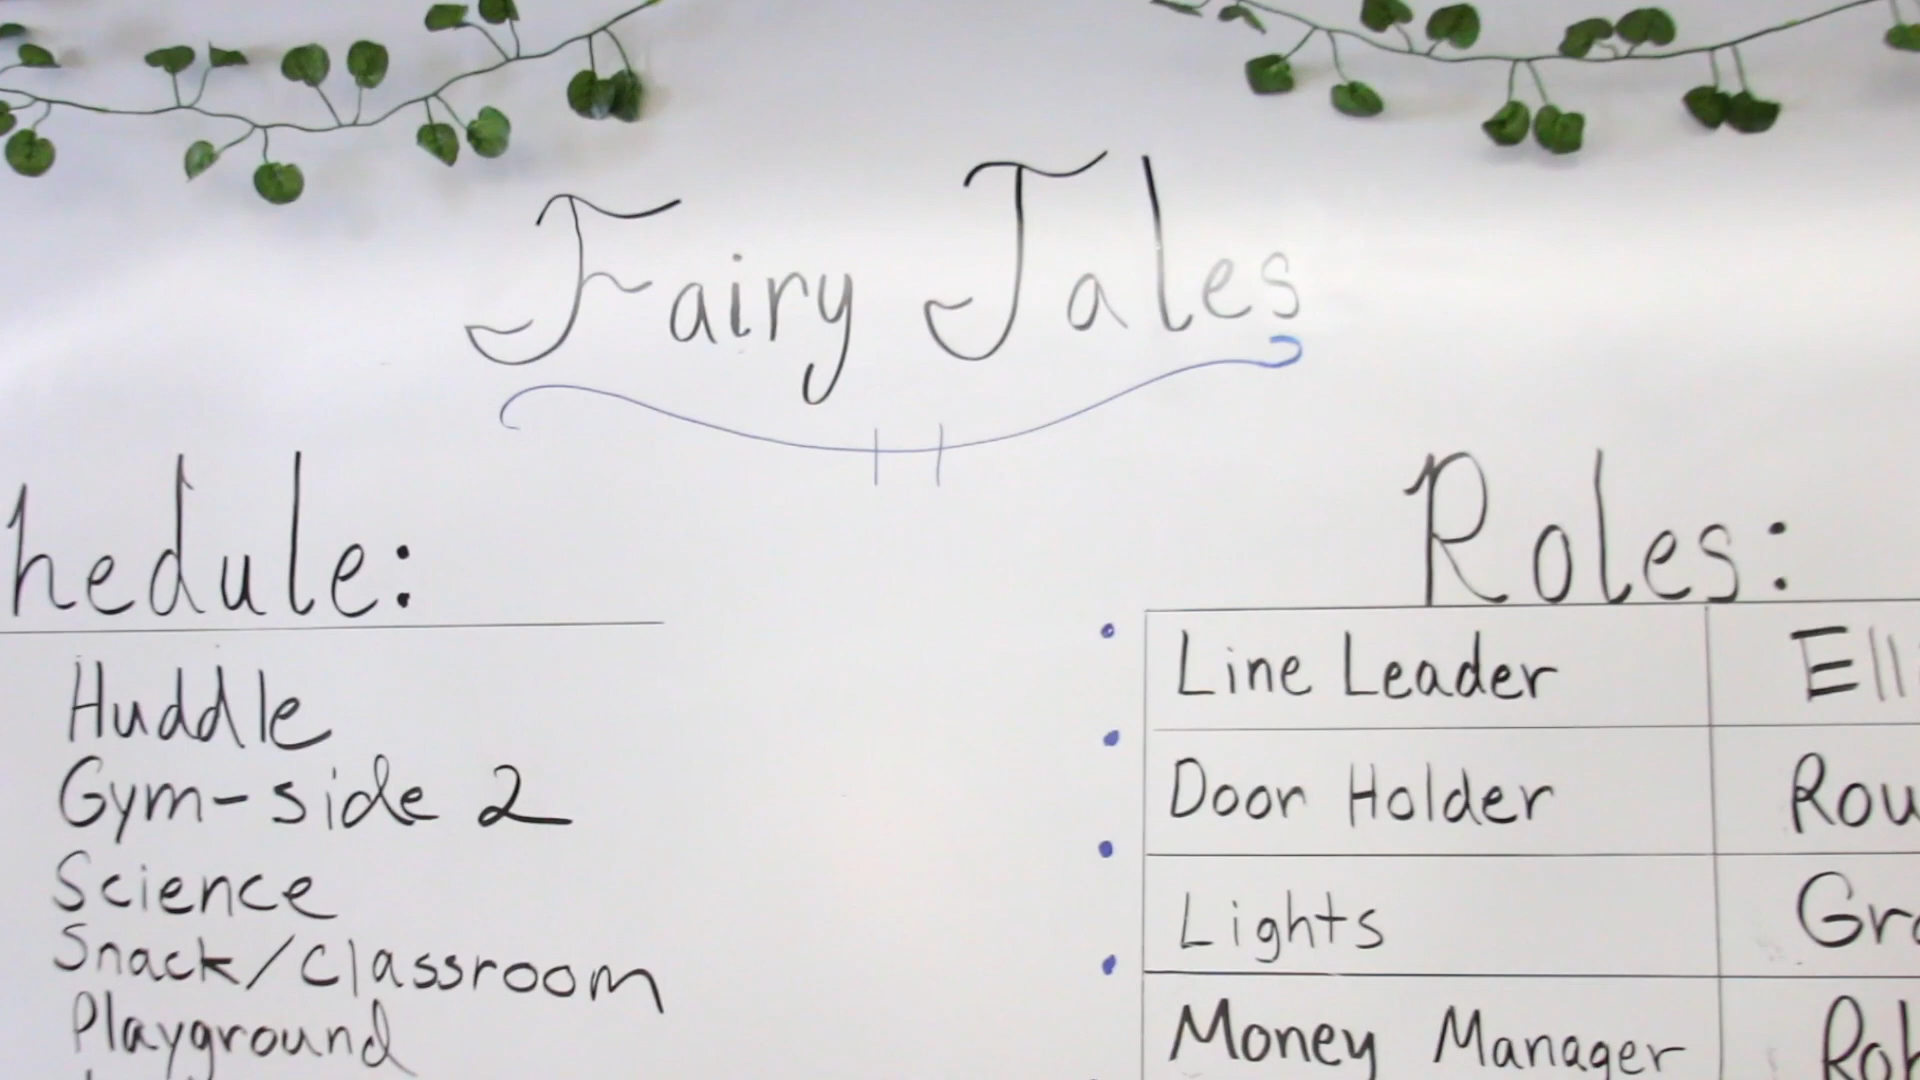 Fairy Tales
hedule:
Huddle
Gym-side 2
Science
Snack/Classroom
Playground
Roles:
Line Leader
Door Holder
Lights
Money Manager